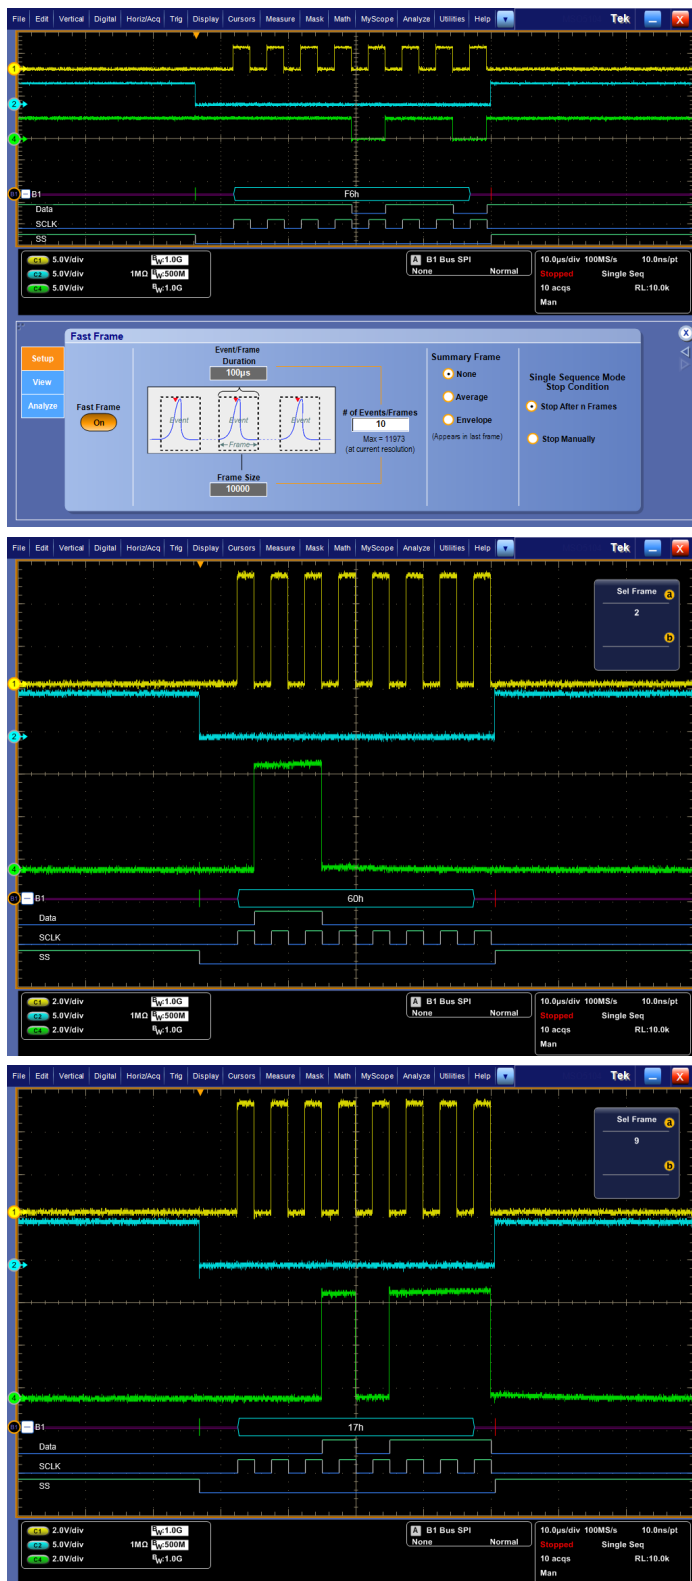 File Edit Vertical Digital Horiz/Acq Trig Display Cursors Measure Mask Math MyScope Analyze Utilities Help Tek X
1
2
4
B1 B1 F6h
Data
SCLK
SS
C1 5.0V/div BW:1.0G
C2 5.0V/div 1MΩ BW:500M
C4 5.0V/div BW:1.0G
A B1 Bus SPI
None Normal
10.0µs/div 100MS/s 10.0ns/pt
Stopped Single Seq
10 acqs RL:10.0k
Man
Fast Frame X
Setup
View
Analyze
Fast Frame
On
Event/Frame
Duration
100µs
Event Event Event
Frame
Frame Size
10000
# of Events/Frames
10
Max = 11973
(at current resolution)
Summary Frame
None
Average
Envelope
(Appears in last frame)
Single Sequence Mode
Stop Condition
Stop After n Frames
Stop Manually
File Edit Vertical Digital Horiz/Acq Trig Display Cursors Measure Mask Math MyScope Analyze Utilities Help Tek X
Sel Frame a
2
b
1
2
4
B1 B1 60h
Data
SCLK
SS
C1 2.0V/div BW:1.0G
C2 5.0V/div 1MΩ BW:500M
C4 2.0V/div BW:1.0G
A B1 Bus SPI
None Normal
10.0µs/div 100MS/s 10.0ns/pt
Stopped Single Seq
10 acqs RL:10.0k
Man
File Edit Vertical Digital Horiz/Acq Trig Display Cursors Measure Mask Math MyScope Analyze Utilities Help Tek X
Sel Frame a
9
b
1
2
4
B1 B1 17h
Data
SCLK
SS
C1 2.0V/div BW:1.0G
C2 5.0V/div 1MΩ BW:500M
C4 2.0V/div BW:1.0G
A B1 Bus SPI
None Normal
10.0µs/div 100MS/s 10.0ns/pt
Stopped Single Seq
10 acqs RL:10.0k
Man